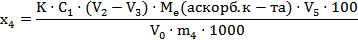 x₄ = (K · C₁ · (V₂ − V₃) · Mₑ(аскорб. к − та) · V₅ · 100) / (V₀ · m₄ · 1000)